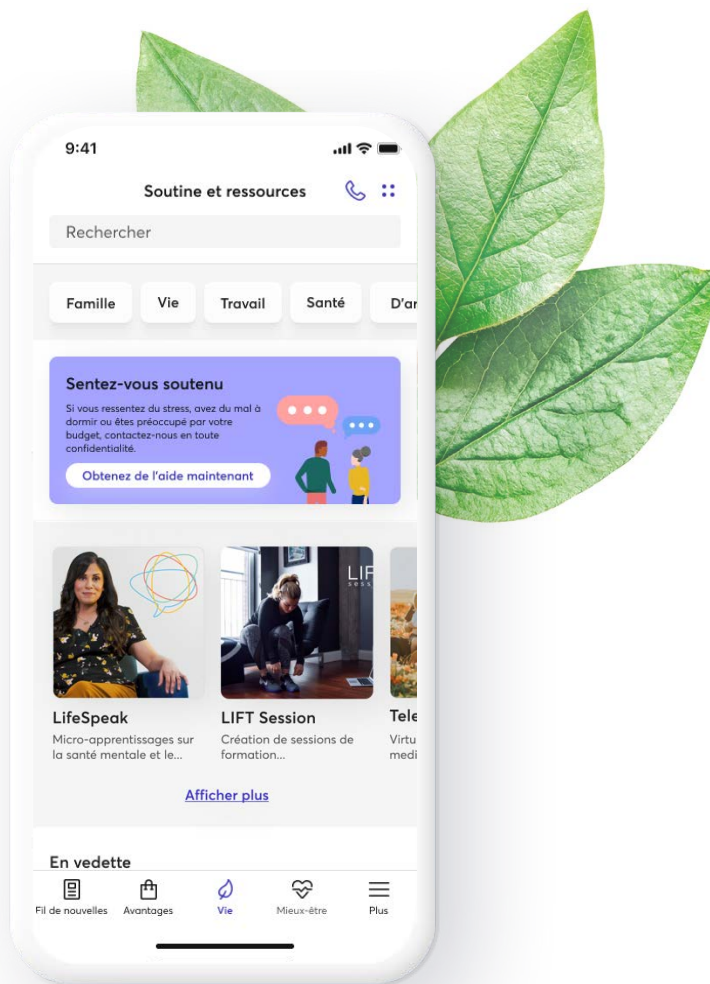 9:41
Soutine et ressources
Rechercher
Famille
Vie
Travail
Santé
D'ar
Sentez-vous soutenu
Si vous ressentez du stress, avez du mal à
dormir ou êtes préoccupé par votre
budget, contactez-nous en toute
confidentialité.
Obtenez de l'aide maintenant
LIF
sess
LifeSpeak
Micro-apprentissages sur
la santé mentale et le...
LIFT Session
Création de sessions de
formation...
Tele
Virtu
medi
Afficher plus
En vedette
Fil de nouvelles
Avantages
Vie
Mieux-être
Plus